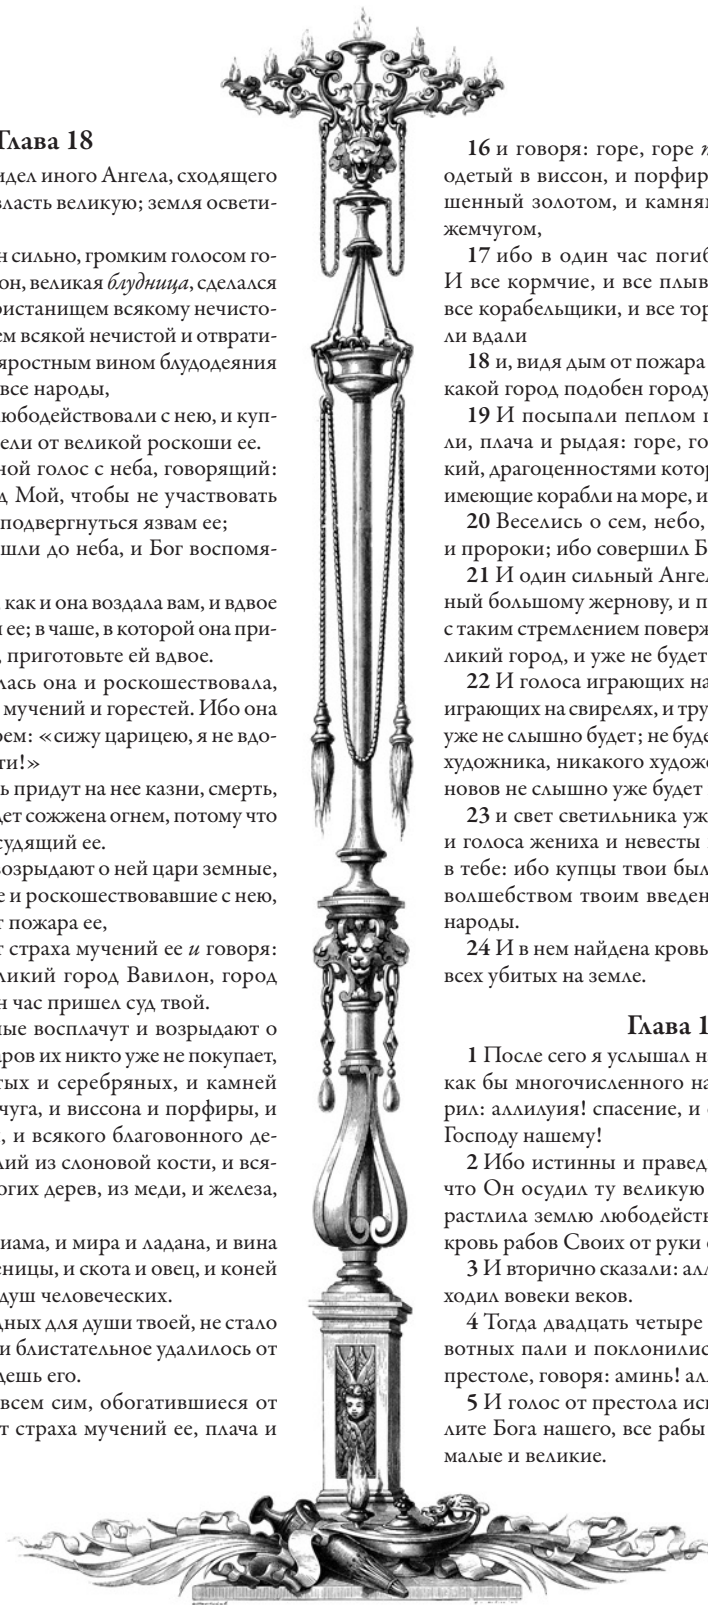 Глава 18
идел иного Ангела, сходящего
власть великую; земля освети-
н сильно, громким голосом го-
он, великая блудница, сделался
ристанищем всякому нечисто-
ем всякой нечистой и отврати-
яростным вином блудодеяния
все народы,
любодействовали с нею, и куп-
ели от великой роскоши ее.
ной голос с неба, говорящий:
д Мой, чтобы не участвовать
подвергнуться язвам ее;
шли до неба, и Бог воспомя-
как и она воздала вам, и вдвое
ее; в чаше, в которой она при-
приготовьте ей вдвое.
лась она и роскошествовала,
мучений и горестей. Ибо она
рем: «сижу царицею, я не вдо-
ти!»
ь придут на нее казни, смерть,
дет сожжена огнем, потому что
судящий ее.
возрыдают о ней цари земные,
е и роскошествовавшие с нею,
т пожара ее,
т страха мучений ее и говоря:
ликий город Вавилон, город
н час пришел суд твой.
ные восплачут и возрыдают о
аров их никто уже не покупает,
тых и серебряных, и камней
чуга, и виссона и порфиры, и
, и всякого благовонного де-
лий из слоновой кости, и вся-
огих дерев, из меди, и железа,
иама, и мира и ладана, и вина
еницы, и скота и овец, и коней
душ человеческих.
дных для души твоей, не стало
и блистательное удалилось от
дешь его.
всем сим, обогатившиеся от
т страха мучений ее, плача и
16 и говоря: горе, горе
одетый в виссон, и порфир
шенный золотом, и камням
жемчугом,
17 ибо в один час погиб
И все кормчие, и все плыв
все корабельщики, и все тор
ли вдали
18 и, видя дым от пожара
какой город подобен городу
19 И посыпали пеплом
ли, плача и рыдая: горе, го
кий, драгоценностями котор
имеющие корабли на море, и
20 Веселись о сем, небо,
и пророки; ибо совершил Б
21 И один сильный Ангел
ный большому жернову, и п
с таким стремлением поверж
ликий город, и уже не будет
22 И голоса играющих на
играющих на свирелях, и тру
уже не слышно будет; не буде
художника, никакого художе
новов не слышно уже будет
23 и свет светильника уж
и голоса жениха и невесты
в тебе: ибо купцы твои был
волшебством твоим введен
народы.
24 И в нем найдена кровь
всех убитых на земле.
Глава 1
1 После сего я услышал н
как бы многочисленного на
рил: аллилуия! спасение, и
Господу нашему!
2 Ибо истинны и правед
что Он осудил ту великую
растлила землю любодейств
кровь рабов Своих от руки
3 И вторично сказали: алл
ходил вовеки веков.
4 Тогда двадцать четыре
вотных пали и поклонилис
престоле, говоря: аминь! ал
5 И голос от престола ис
лите Бога нашего, все рабы
малые и великие.